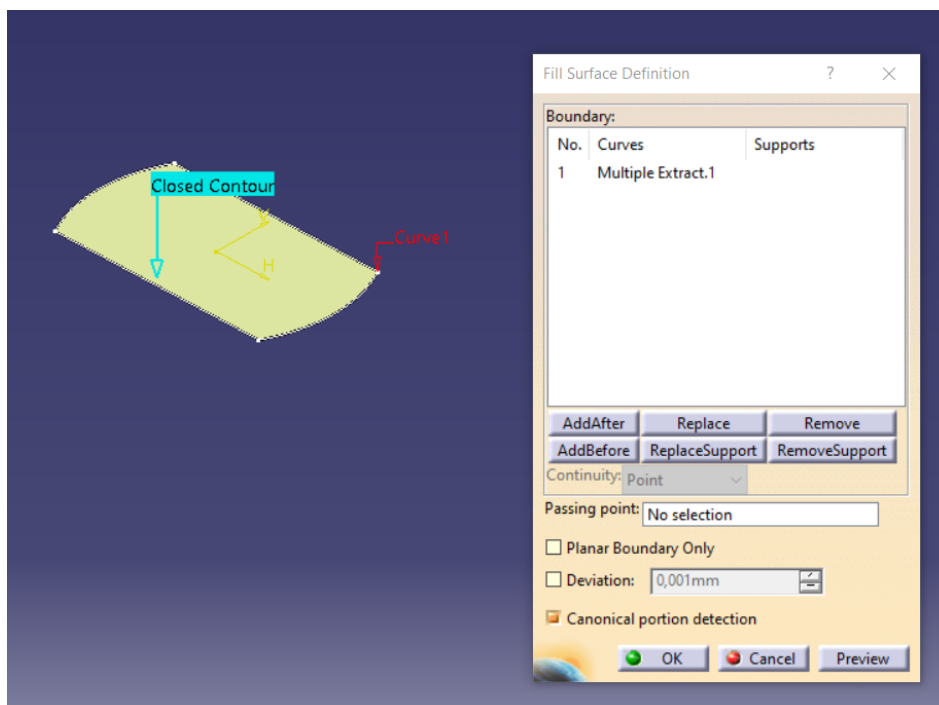 Closed Contour
V
H
Curve1
Fill Surface Definition ?
Boundary:
No. Curves Supports
1 Multiple Extract.1
AddAfter Replace Remove
AddBefore ReplaceSupport RemoveSupport
Continuity: Point
Passing point: No selection
Planar Boundary Only
Deviation: 0,001mm
Canonical portion detection
OK Cancel Preview